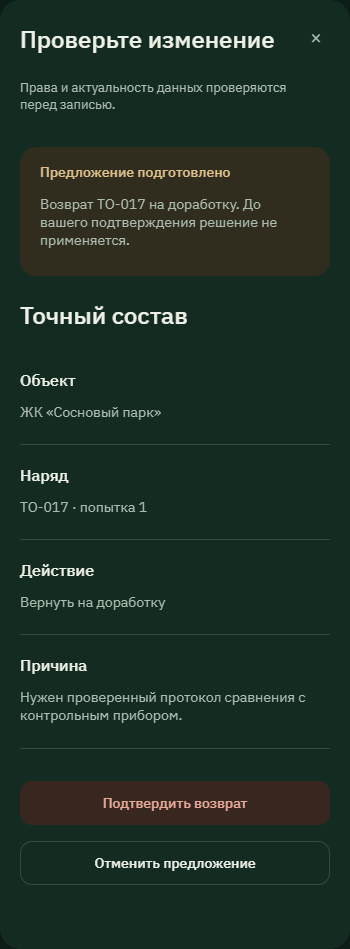 Проверьте изменение
×
Права и актуальность данных проверяются
перед записью.
Предложение подготовлено
Возврат ТО-017 на доработку. До
вашего подтверждения решение не
применяется.
Точный состав
Объект
ЖК «Сосновый парк»
Наряд
ТО-017 · попытка 1
Действие
Вернуть на доработку
Причина
Нужен проверенный протокол сравнения с
контрольным прибором.
Подтвердить возврат
Отменить предложение